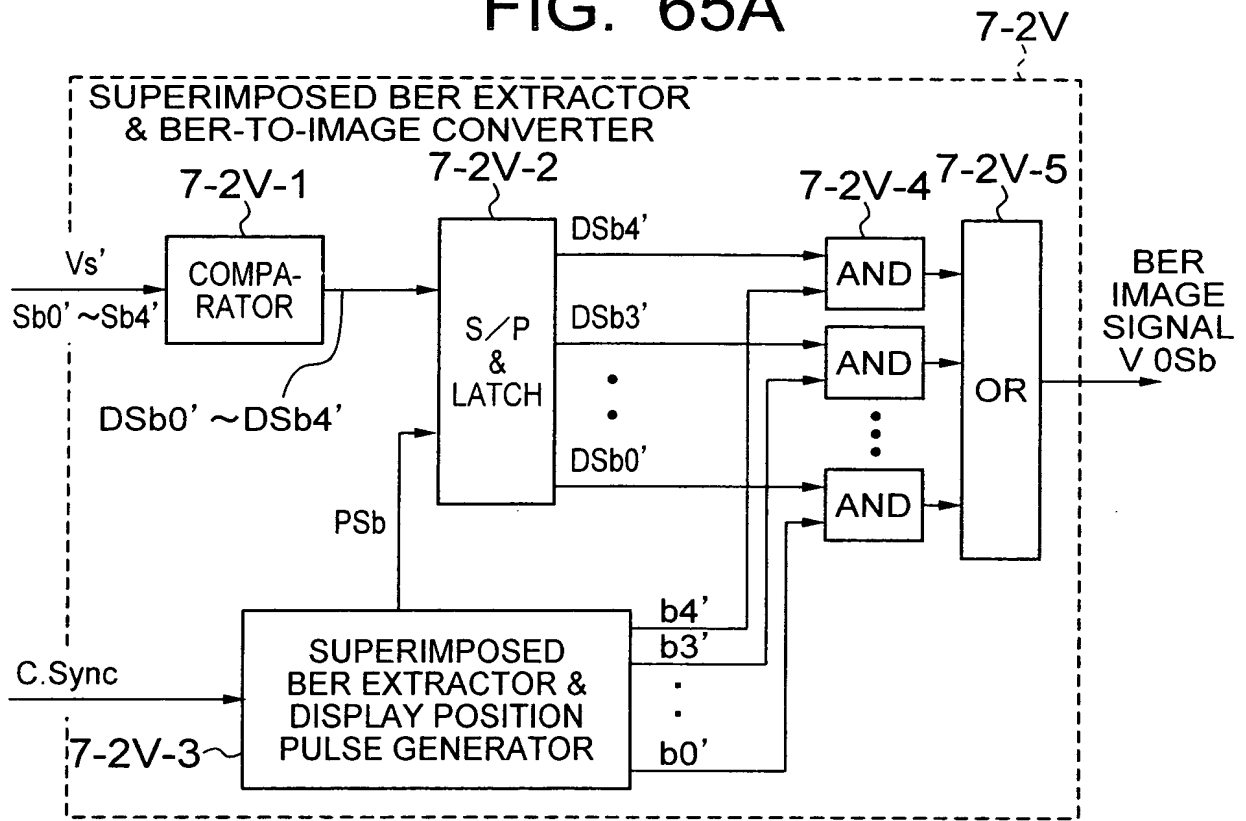 FIG. 65A
7-2V
SUPERIMPOSED BER EXTRACTOR
& BER-TO-IMAGE CONVERTER
7-2V-1
7-2V-2
7-2V-4
7-2V-5
Vs’
Sb0’ ~Sb4’
COMPA-
RATOR
DSb0’ ~DSb4’
S/P
&
LATCH
DSb4’
DSb3’
DSb0’
AND
AND
AND
OR
BER
IMAGE
SIGNAL
V 0Sb
PSb
C.Sync
7-2V-3
SUPERIMPOSED
BER EXTRACTOR &
DISPLAY POSITION
PULSE GENERATOR
b4’
b3’
b0’